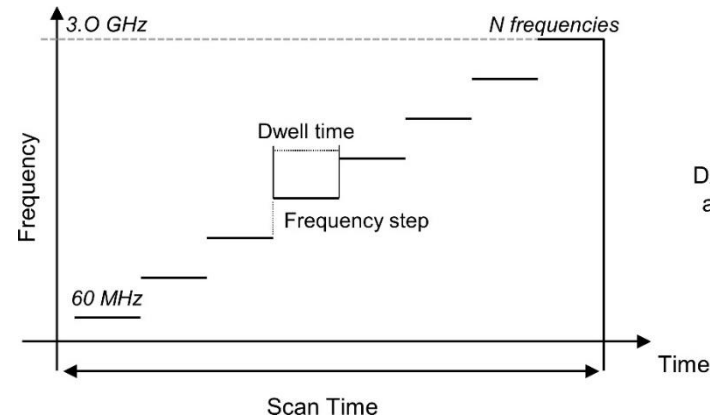 3.O GHz
N frequencies
Dwell time
Frequency
Frequency step
60 MHz
Time
Scan Time